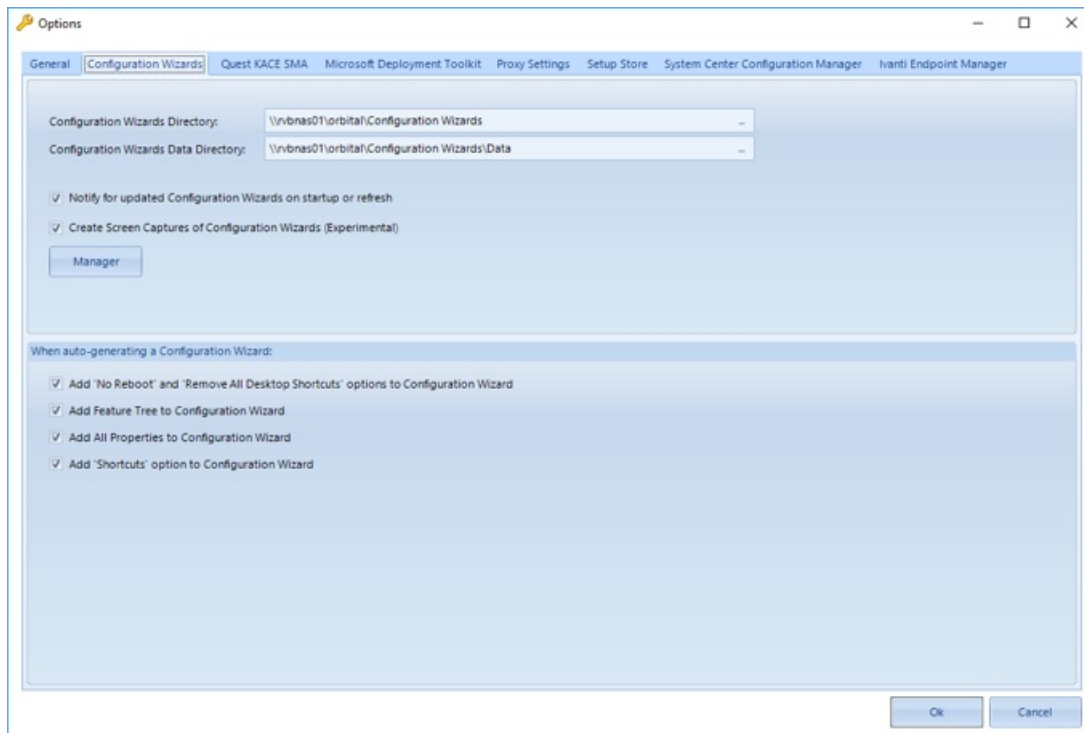 Options
General Configuration Wizards Quest KACE SMA Microsoft Deployment Toolkit Proxy Settings Setup Store System Center Configuration Manager Ivanti Endpoint Manager
Configuration Wizards Directory: \\rvbnas01\orbital\Configuration Wizards ...
Configuration Wizards Data Directory: \\rvbnas01\orbital\Configuration Wizards\Data ...
Notify for updated Configuration Wizards on startup or refresh
Create Screen Captures of Configuration Wizards (Experimental)
Manager
When auto-generating a Configuration Wizard:
Add 'No Reboot' and 'Remove All Desktop Shortcuts' options to Configuration Wizard
Add Feature Tree to Configuration Wizard
Add All Properties to Configuration Wizard
Add 'Shortcuts' option to Configuration Wizard
Ok Cancel